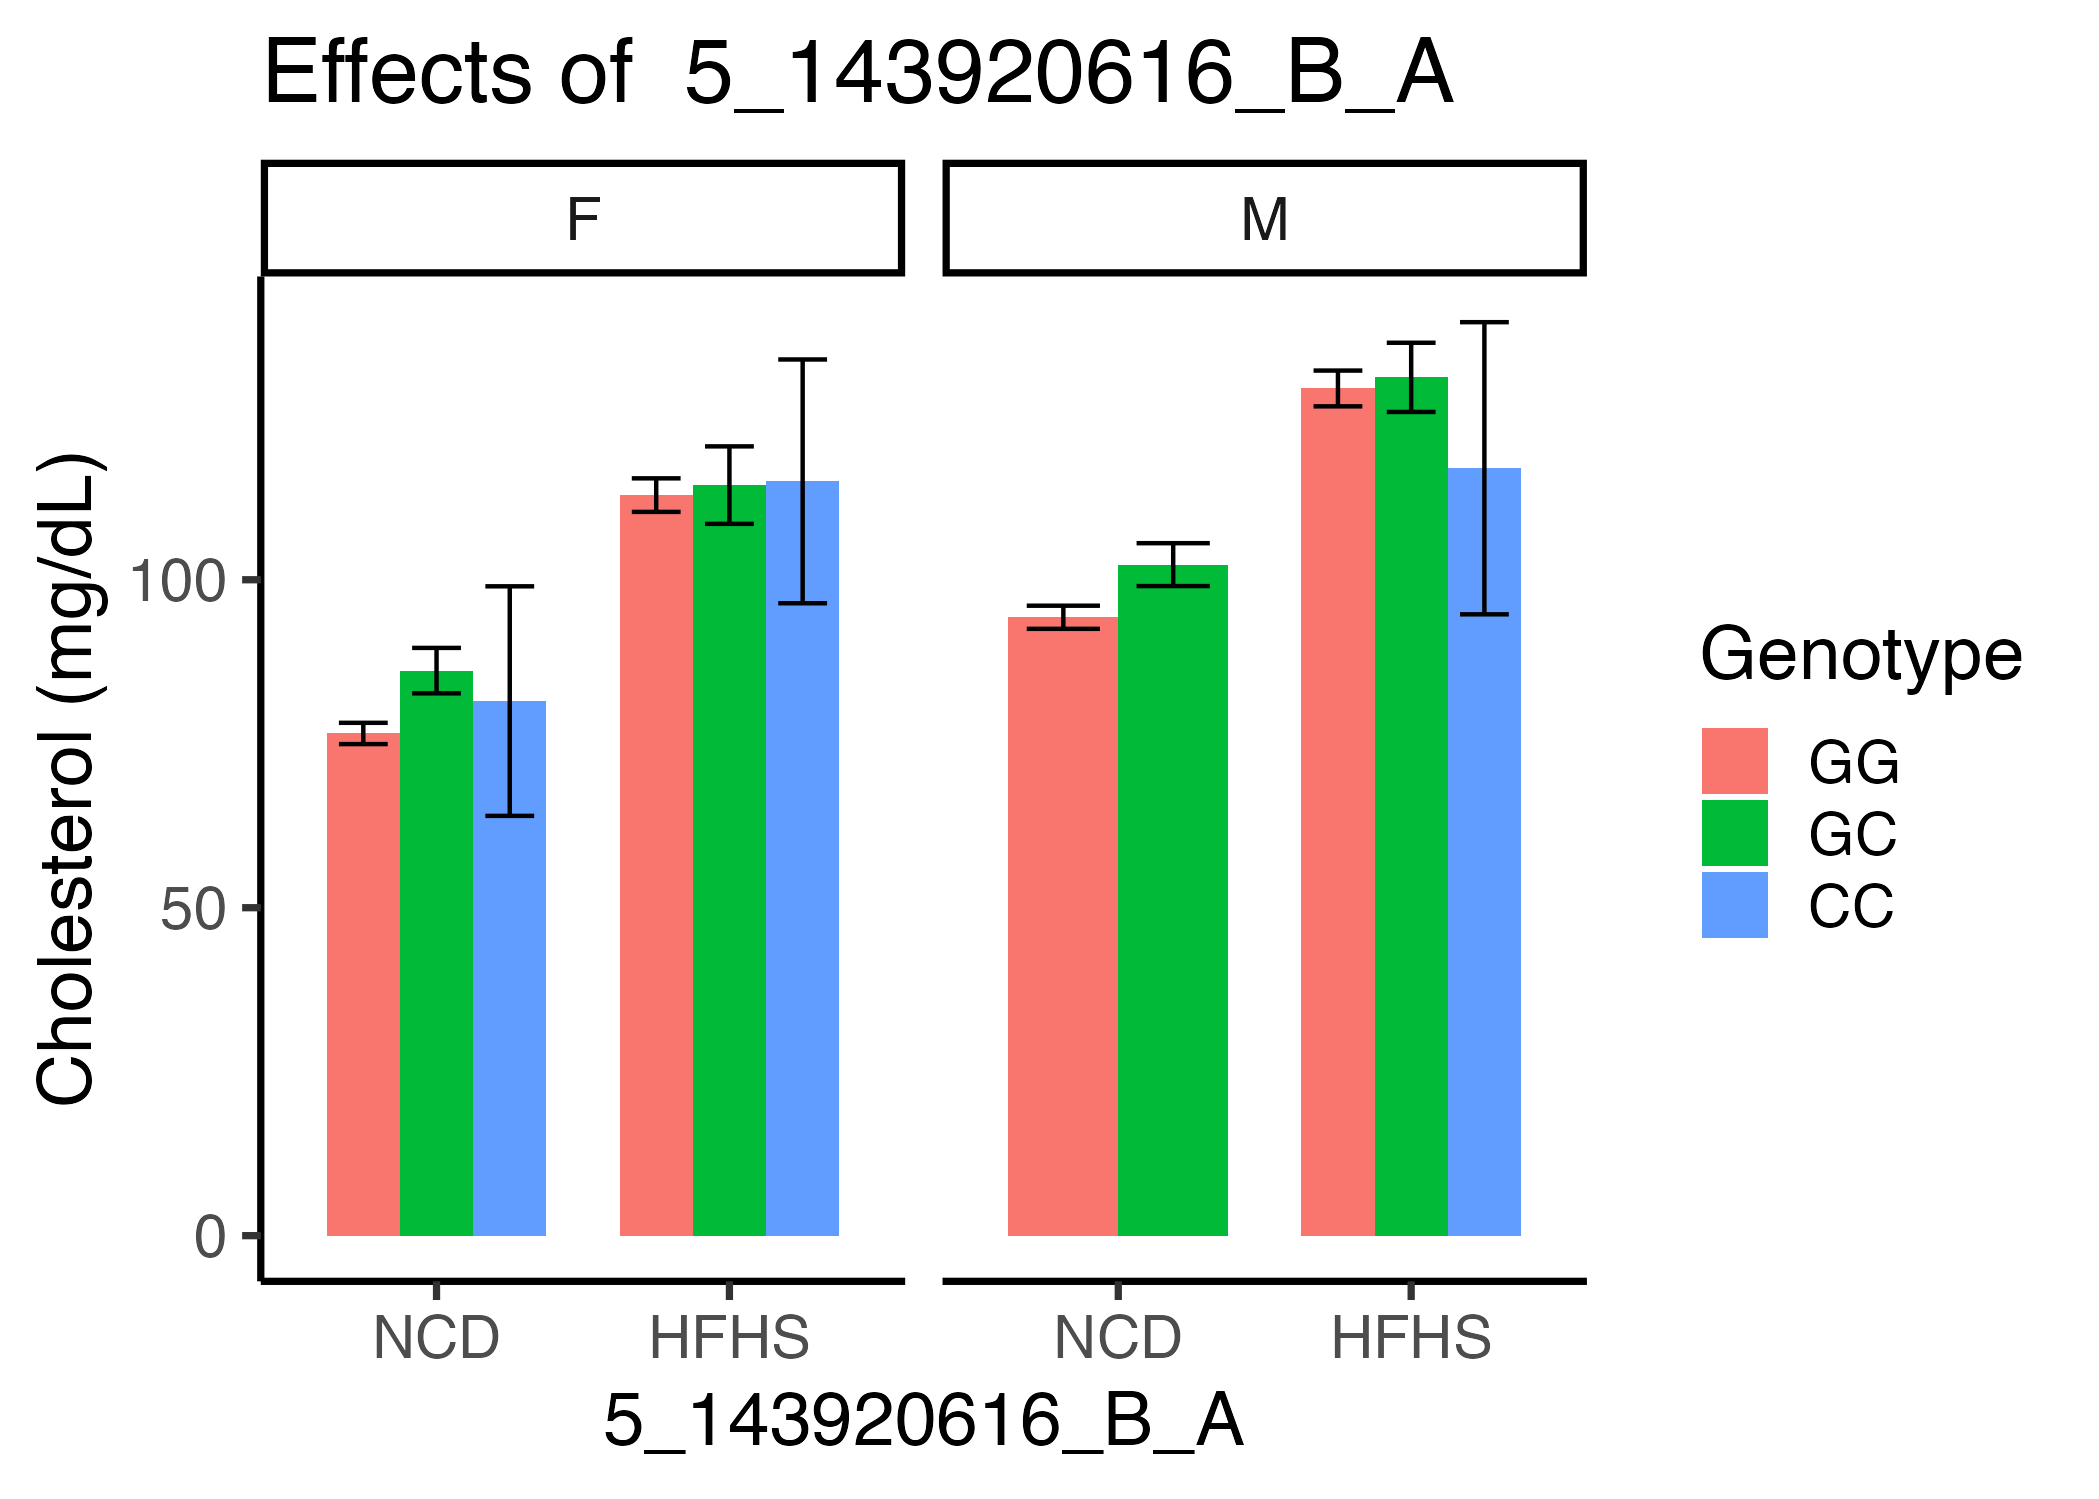 Effects of  5_143920616_B_A
F
M
Cholesterol (mg/dL)
100
50
0
NCD
HFHS
NCD
HFHS
5_143920616_B_A
Genotype
GG
GC
CC